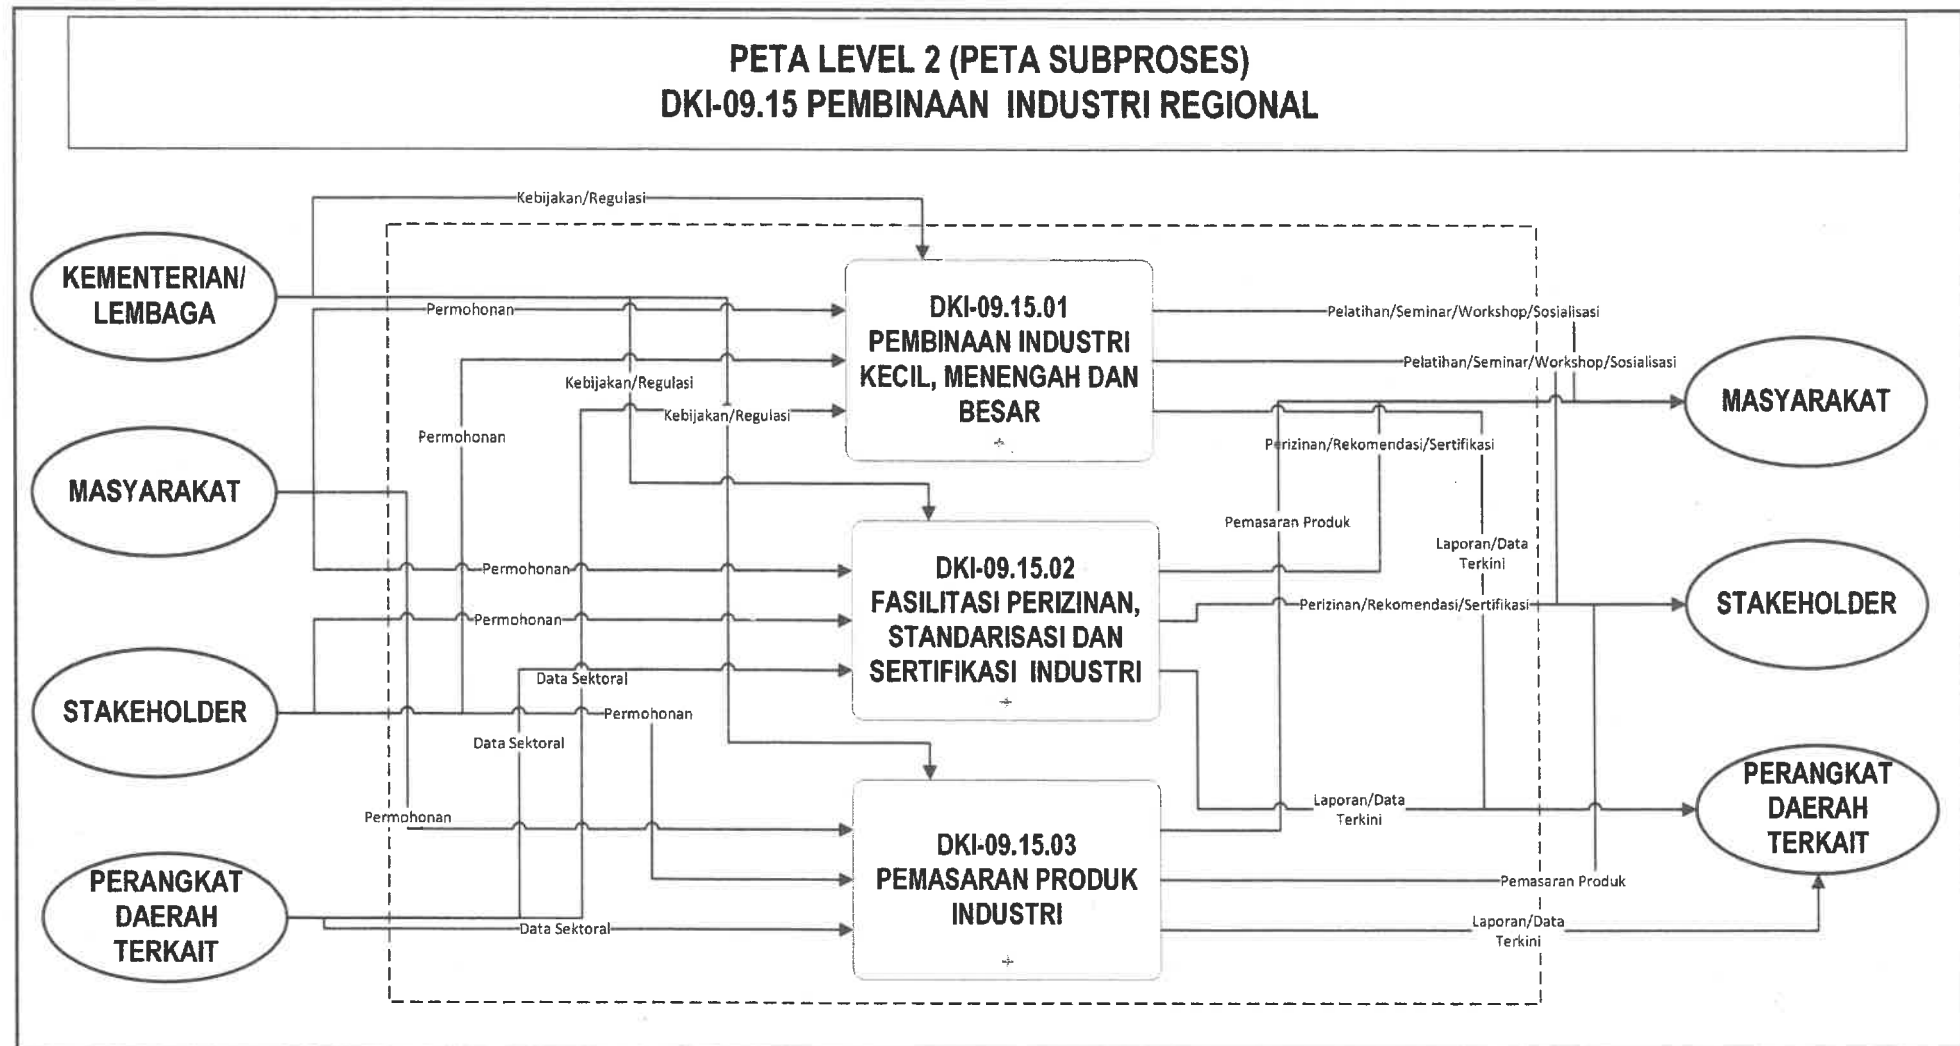 PETA LEVEL 2 (PETA SUBPROSES)
DKI-09.15 PEMBINAAN INDUSTRI REGIONAL
Kebijakan/Regulasi
KEMENTERIAN/
LEMBAGA
MASYARAKAT
STAKEHOLDER
PERANGKAT
DAERAH
TERKAIT
Permohonan
Kebijakan/Regulasi
Kebijakan/Regulasi
Permohonan
Permohonan
Permohonan
Data Sektoral
Permohonan
Data Sektoral
Permohonan
Data Sektoral
DKI-09.15.01
PEMBINAAN INDUSTRI
KECIL, MENENGAH DAN
BESAR
DKI-09.15.02
FASILITASI PERIZINAN,
STANDARISASI DAN
SERTIFIKASI INDUSTRI
DKI-09.15.03
PEMASARAN PRODUK
INDUSTRI
Pelatihan/Seminar/Workshop/Sosialisasi
Pelatihan/Seminar/Workshop/Sosialisasi
Perizinan/Rekomendasi/Sertifikasi
Pemasaran Produk
Laporan/Data
Terkini
Perizinan/Rekomendasi/Sertifikasi
Laporan/Data
Terkini
Pemasaran Produk
Laporan/Data
Terkini
MASYARAKAT
STAKEHOLDER
PERANGKAT
DAERAH
TERKAIT